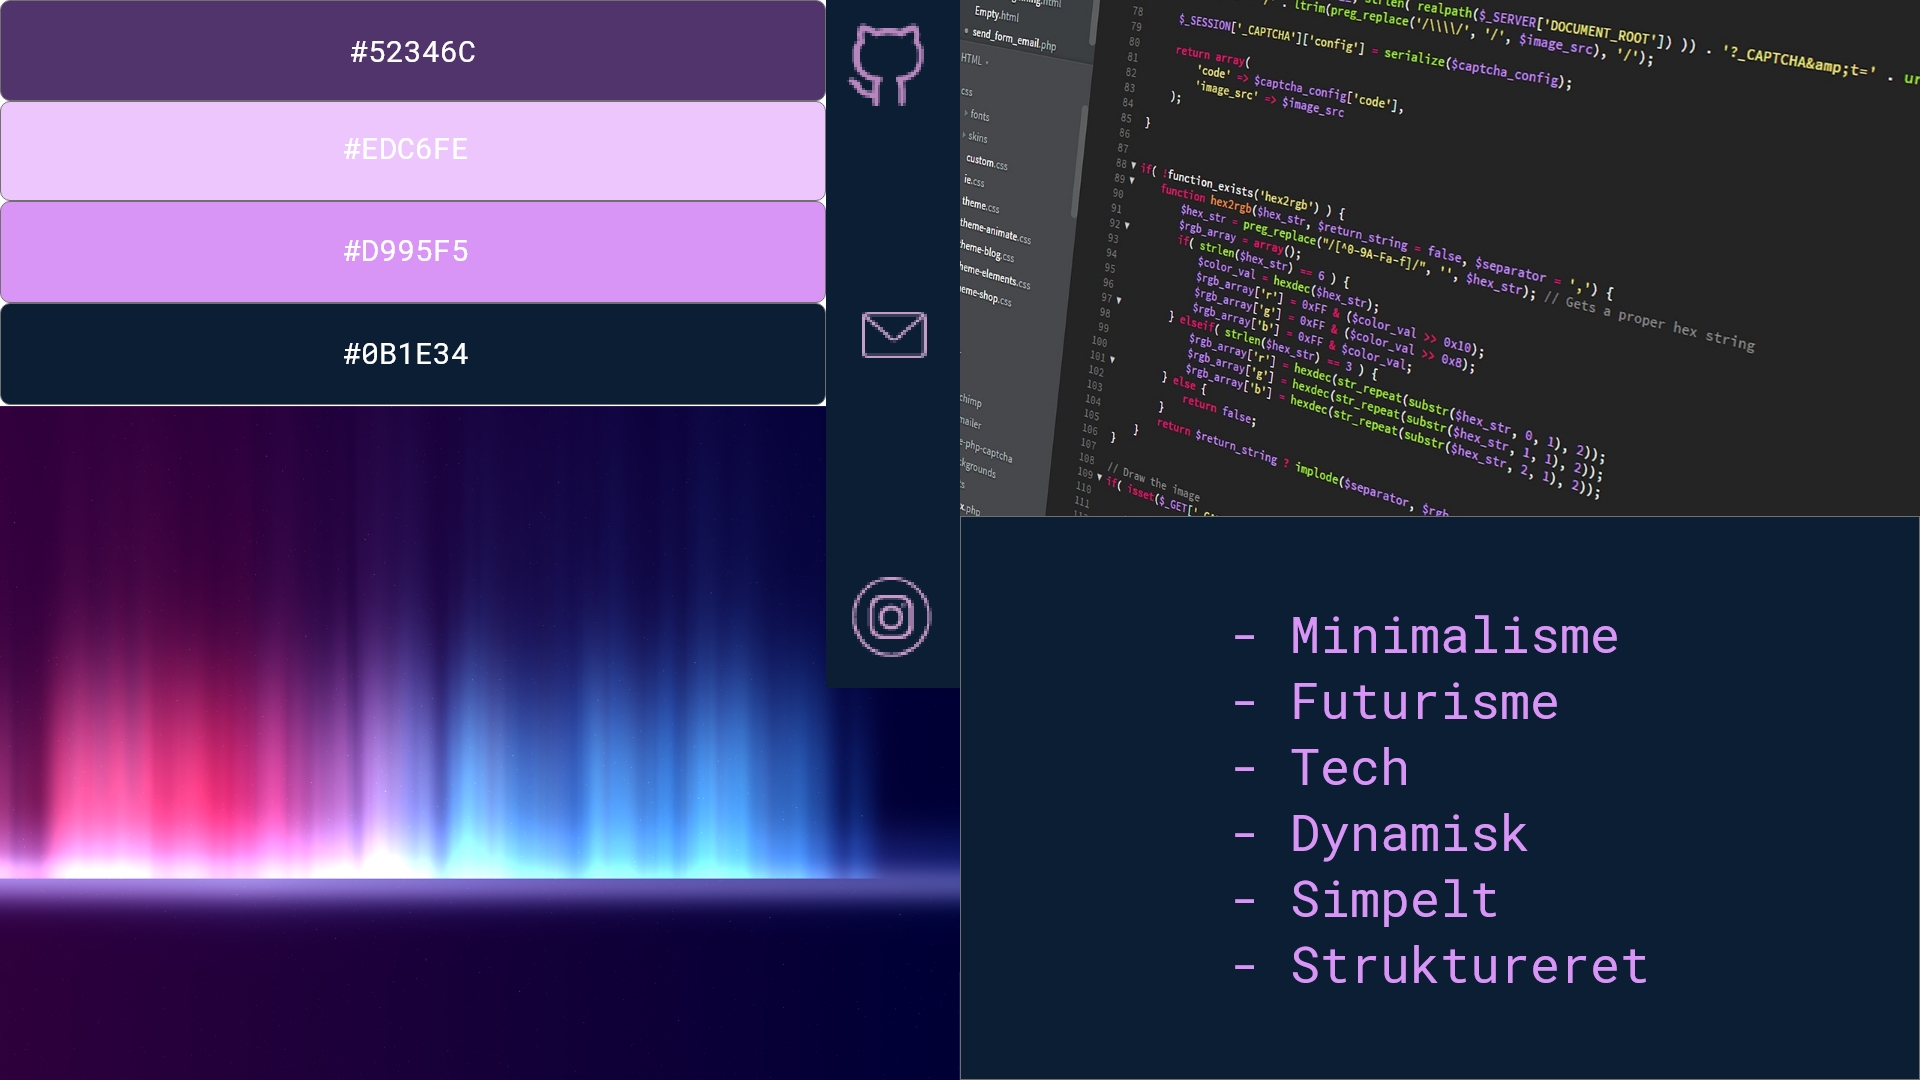 #52346C
#EDC6FE
#D995F5
#0B1E34
Empty.html
send_form_email.php
HTML
css
fonts
skins
custom.css
ie.css
theme.css
theme-animate.css
heme-blog.css
heme-elements.css
eme-shop.css
chimp
mailer
e-php-captcha
kgrounds
x.php
78 . ltrim(preg_replace('/\\\\/', '/', $image_src), '/');
realpath($_SERVER['DOCUMENT_ROOT']) )) . '?_CAPTCHA&amp;t=' . 
79
80 $_SESSION['_CAPTCHA']['config'] = serialize($captcha_config);
81
82 return array(
83 'code' => $captcha_config['code'],
84 'image_src' => $image_src
85 );
86 }
87
88 if( !function_exists('hex2rgb') ) {
89 function hex2rgb($hex_str, $return_string = false, $separator = ',') {
90 $hex_str = preg_replace("/[^0-9A-Fa-f]/", '', $hex_str); // Gets a proper hex string
91 $rgb_array = array();
92 if( strlen($hex_str) == 6 ) {
93 $color_val = hexdec($hex_str);
94 $rgb_array['r'] = 0xFF & ($color_val >> 0x10);
95 $rgb_array['g'] = 0xFF & ($color_val >> 0x8);
96 $rgb_array['b'] = 0xFF & $color_val;
97 } elseif( strlen($hex_str) == 3 ) {
98 $rgb_array['r'] = hexdec(str_repeat(substr($hex_str, 0, 1), 2));
99 $rgb_array['g'] = hexdec(str_repeat(substr($hex_str, 1, 1), 2));
100 $rgb_array['b'] = hexdec(str_repeat(substr($hex_str, 2, 1), 2));
101 } else {
102 return false;
103 }
104 return $return_string ? implode($separator,
105 }
106 }
107
108 // Draw the image
109 if( isset($_GET['
110
111
- Minimalisme
- Futurisme
- Tech
- Dynamisk
- Simpelt
- Struktureret